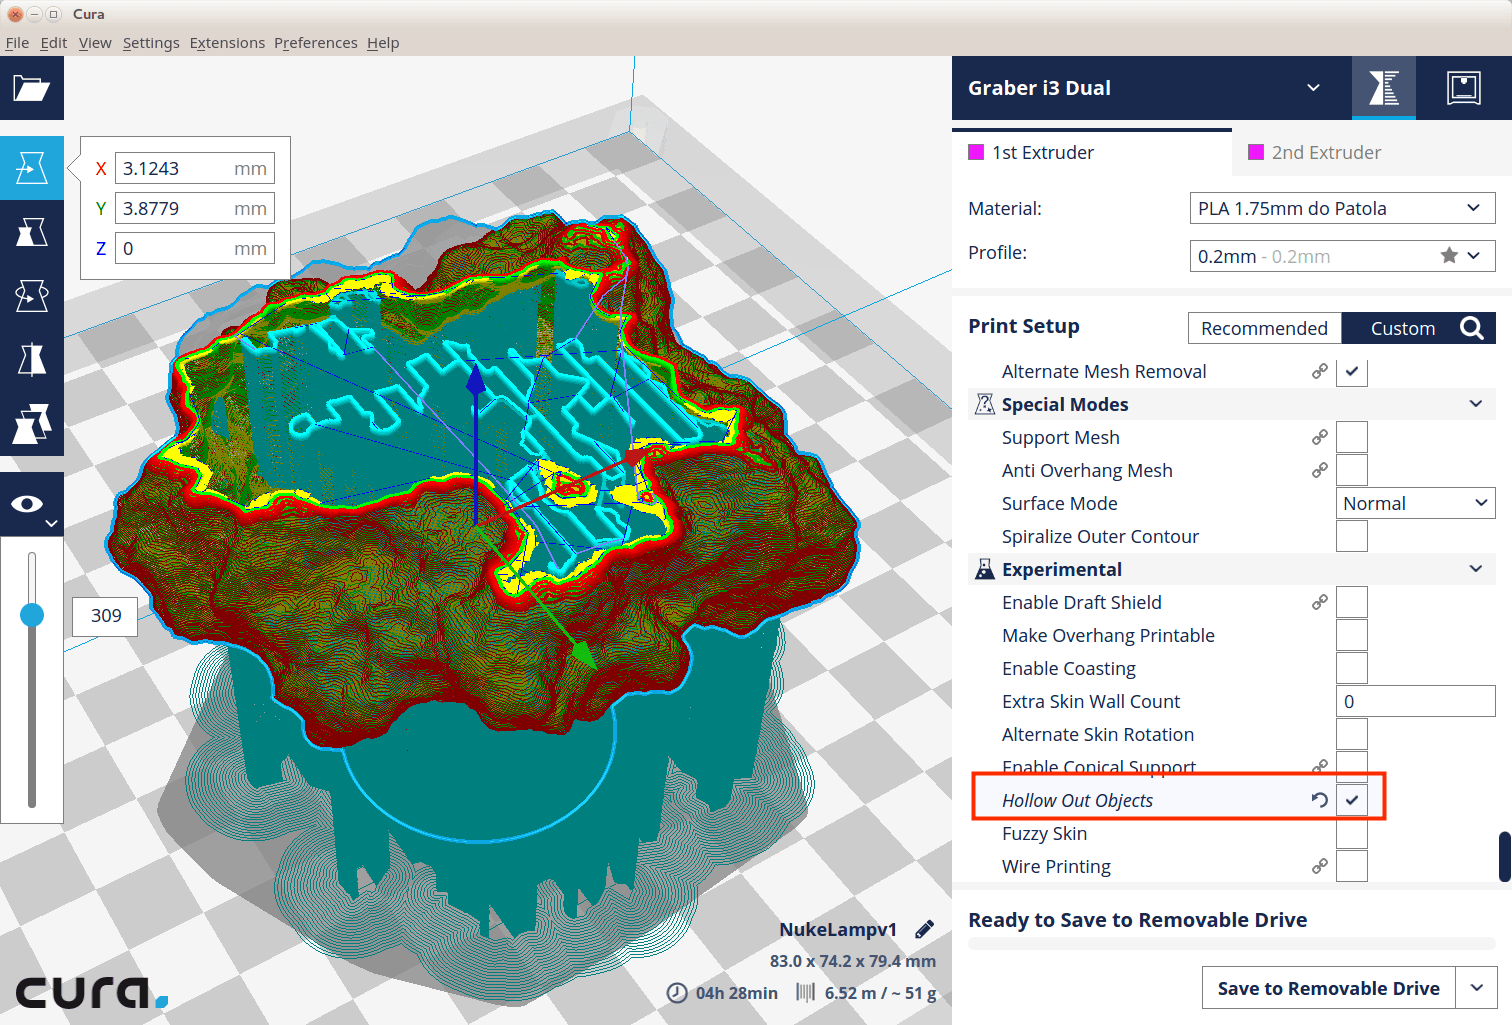 Cura
File Edit View Settings Extensions Preferences Help
Graber i3 Dual
X 3.1243 mm
Y 3.8779 mm
Z 0 mm
309
1st Extruder 2nd Extruder
Material: PLA 1.75mm do Patola
Profile: 0.2mm - 0.2mm
Print Setup Recommended Custom
Alternate Mesh Removal
Special Modes
Support Mesh
Anti Overhang Mesh
Surface Mode Normal
Spiralize Outer Contour
Experimental
Enable Draft Shield
Make Overhang Printable
Enable Coasting
Extra Skin Wall Count 0
Alternate Skin Rotation
Enable Conical Support
Hollow Out Objects
Fuzzy Skin
Wire Printing
NukeLampv1
83.0 x 74.2 x 79.4 mm
04h 28min 6.52 m / ~ 51 g
cura.
Ready to Save to Removable Drive
Save to Removable Drive